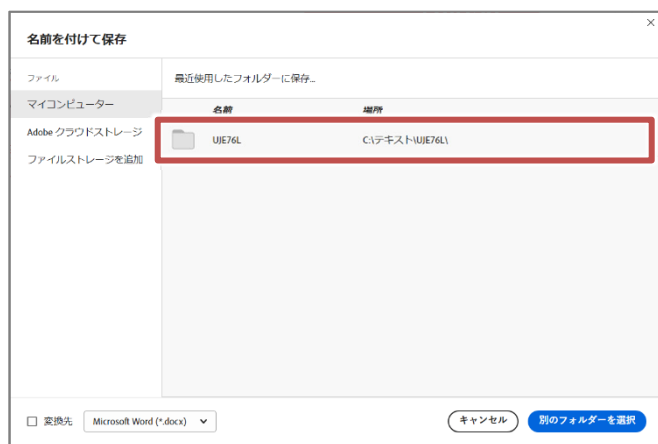 名前を付けて保存
ファイル
最近使用したフォルダーに保存...
マイコンピューター
名前 場所
Adobe クラウドストレージ
UJE76L C:\テキスト\UJE76L\
ファイルストレージを追加
変換先 Microsoft Word (*.docx) キャンセル 別のフォルダーを選択